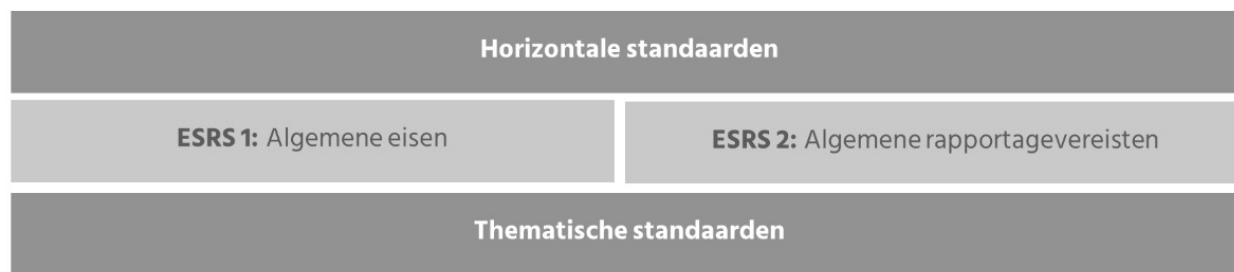 Horizontale standaarden
ESRS 1: Algemene eisen
ESRS 2: Algemene rapportagevereisten
Thematische standaarden